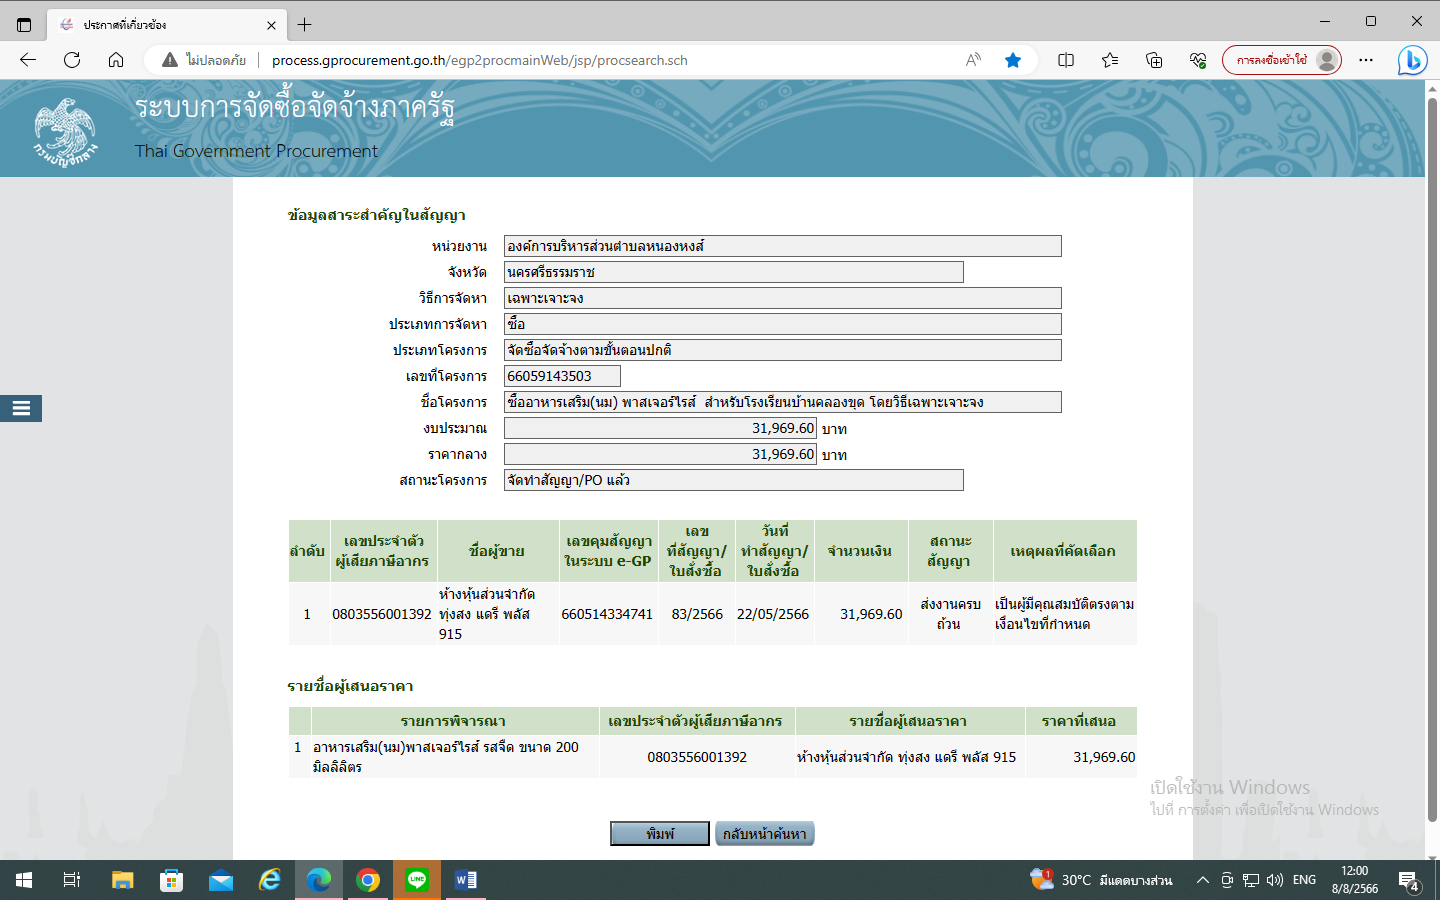 ประกาศที่เกี่ยวข้อง
ไม่ปลอดภัย process.gprocurement.go.th/egp2procmainWeb/jsp/procsearch.sch การลงชื่อเข้าใช้
ระบบการจัดซื้อจัดจ้างภาครัฐ
Thai Government Procurement
กรมบัญชีกลาง
ข้อมูลสาระสำคัญในสัญญา
หน่วยงาน องค์การบริหารส่วนตำบลหนองหงส์
จังหวัด นครศรีธรรมราช
วิธีการจัดหา เฉพาะเจาะจง
ประเภทการจัดหา ซื้อ
ประเภทโครงการ จัดซื้อจัดจ้างตามขั้นตอนปกติ
เลขที่โครงการ 66059143503
ชื่อโครงการ ซื้ออาหารเสริม(นม) พาสเจอร์ไรส์ สำหรับโรงเรียนบ้านคลองขุด โดยวิธีเฉพาะเจาะจง
งบประมาณ 31,969.60 บาท
ราคากลาง 31,969.60 บาท
สถานะโครงการ จัดทำสัญญา/PO แล้ว
ลำดับ เลขประจำตัวผู้เสียภาษีอากร ชื่อผู้ขาย เลขคุมสัญญาในระบบ e-GP เลขที่สัญญา/ใบสั่งซื้อ วันที่ทำสัญญา/ใบสั่งซื้อ จำนวนเงิน สถานะสัญญา เหตุผลที่คัดเลือก
1 0803556001392 ห้างหุ้นส่วนจำกัด ทุ่งสง แดรี่ พลัส 915 660514334741 83/2566 22/05/2566 31,969.60 ส่งงานครบถ้วน เป็นผู้มีคุณสมบัติตรงตามเงื่อนไขที่กำหนด
รายชื่อผู้เสนอราคา
รายการพิจารณา เลขประจำตัวผู้เสียภาษีอากร รายชื่อผู้เสนอราคา ราคาที่เสนอ
1 อาหารเสริม(นม)พาสเจอร์ไรส์ รสจืด ขนาด 200 มิลลิลิตร 0803556001392 ห้างหุ้นส่วนจำกัด ทุ่งสง แดรี่ พลัส 915 31,969.60
เปิดใช้งาน Windows
ไปที่ การตั้งค่า เพื่อเปิดใช้งาน Windows
พิมพ์ กลับหน้าค้นหา
LINE 1 30°C มีแดดบางส่วน ENG 12:00
8/8/2566 4